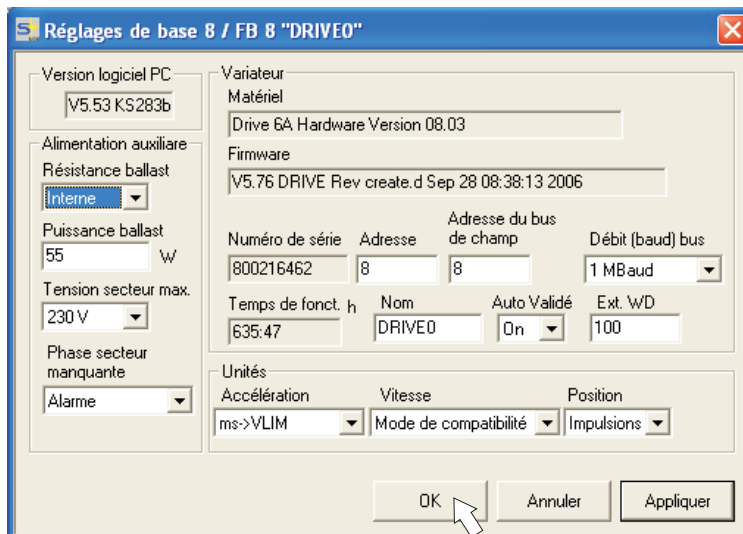 Réglages de base 8 / FB 8 "DRIVE0"
Version logiciel PC
V5.53 KS283b
Alimentation auxiliare
Résistance ballast
Interne
Puissance ballast
55 W
Tension secteur max.
230 V
Phase secteur
manquante
Alarme
Variateur
Matériel
Drive 6A Hardware Version 08.03
Firmware
V5.76 DRIVE Rev create.d Sep 28 08:38:13 2006
Numéro de série
800216462
Adresse
8
Adresse du bus
de champ
8
Débit (baud) bus
1 MBaud
Temps de fonct. h
635:47
Nom
DRIVE0
Auto Validé
On
Ext. WD
100
Unités
Accélération
ms->VLIM
Vitesse
Mode de compatibilité
Position
Impulsions
OK
Annuler
Appliquer